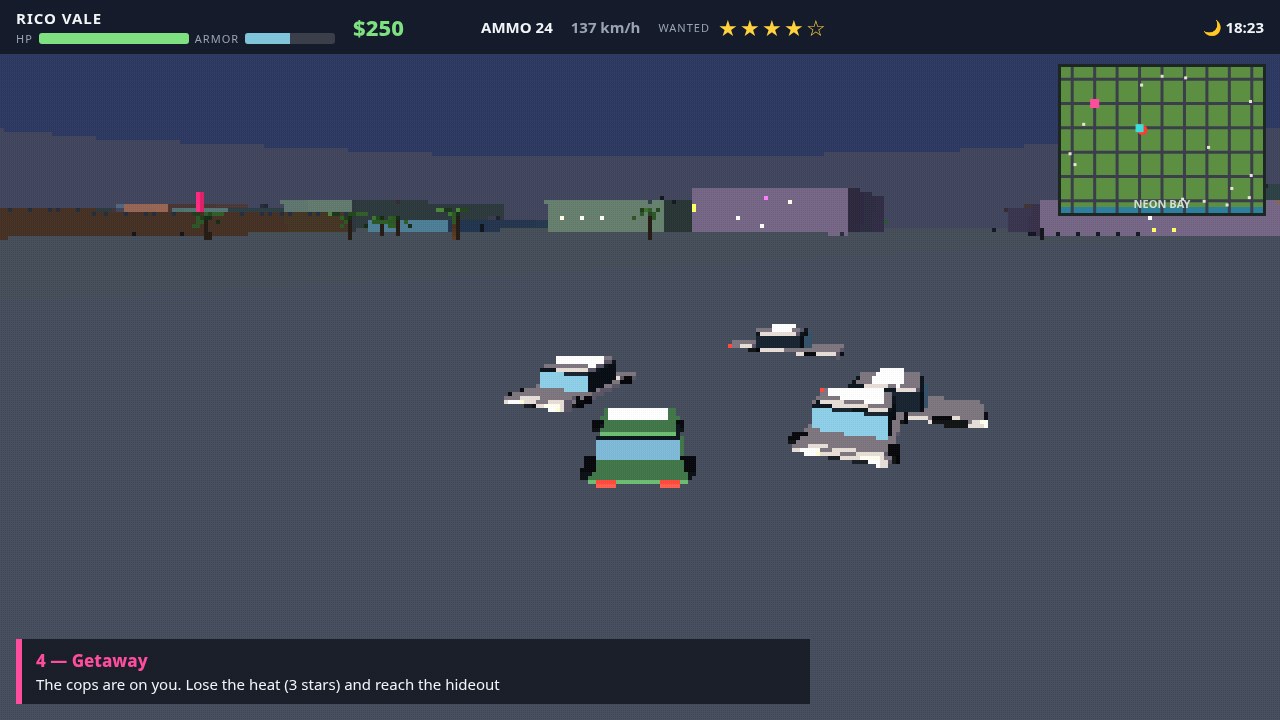 RICO VALE
HP ARMOR $250 AMMO 24 137 km/h WANTED ★★★★☆ 🌙 18:23
NEON BAY
4 — Getaway
The cops are on you. Lose the heat (3 stars) and reach the hideout